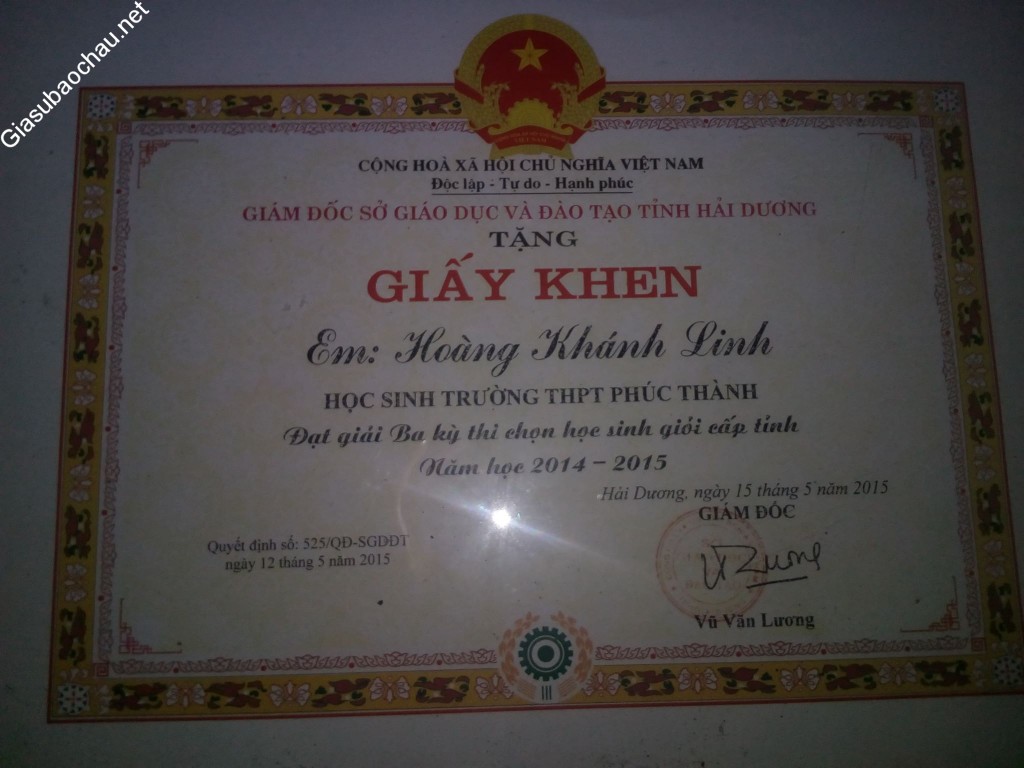 Giasubaochau.net
CỘNG HOÀ XÃ HỘI CHỦ NGHĨA VIỆT NAM
Độc lập - Tự do - Hạnh phúc
GIÁM ĐỐC SỞ GIÁO DỤC VÀ ĐÀO TẠO TỈNH HẢI DƯƠNG
TẶNG
GIẤY KHEN
Em: Hoàng Khánh Linh
HỌC SINH TRƯỜNG THPT PHÚC THÀNH
Đạt giải Ba kỳ thi chọn học sinh giỏi cấp tỉnh
Năm học 2014 – 2015
Hải Dương, ngày 15 tháng 5 năm 2015
GIÁM ĐỐC
Quyết định số: 525/QĐ-SGDĐT
ngày 12 tháng 5 năm 2015
Vũ Văn Lương